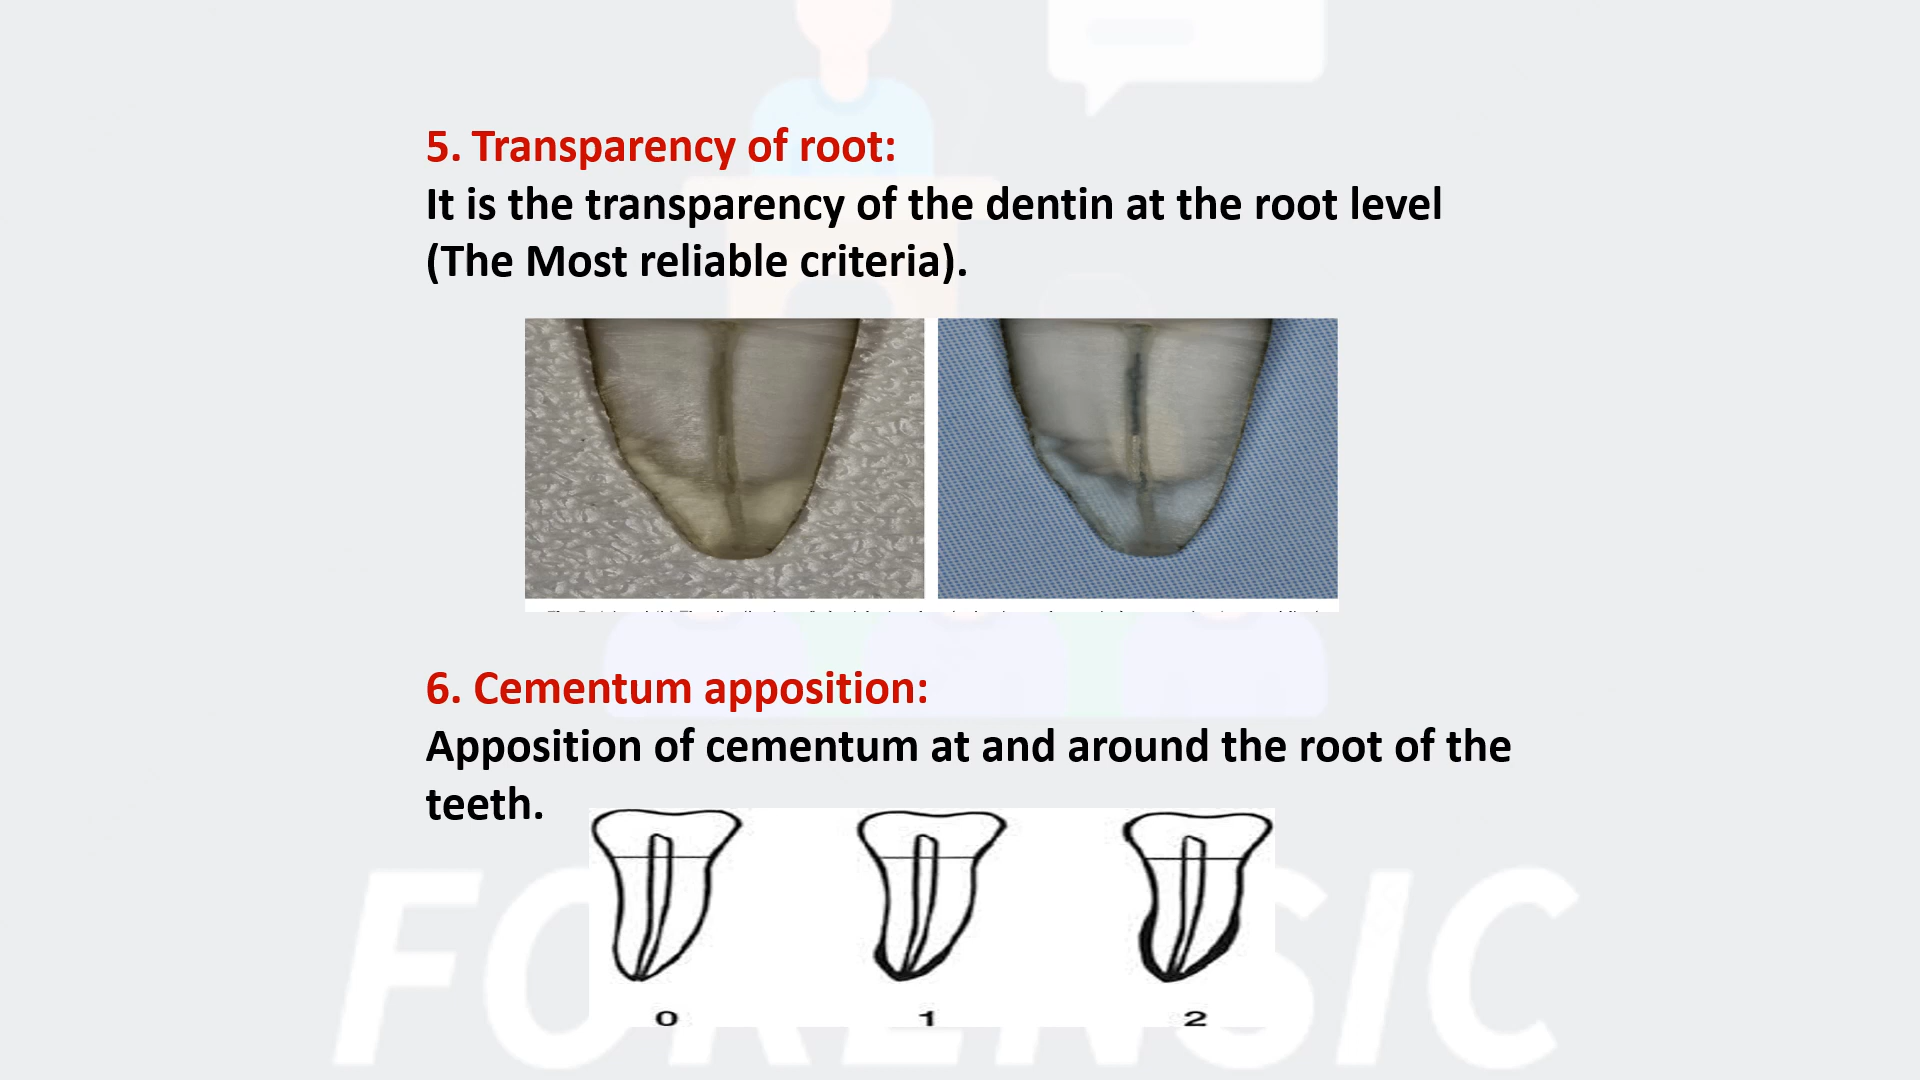 5. Transparency of root:
It is the transparency of the dentin at the root level
(The Most reliable criteria).
6. Cementum apposition:
Apposition of cementum at and around the root of the
teeth.
0 1 2
FORENSIC